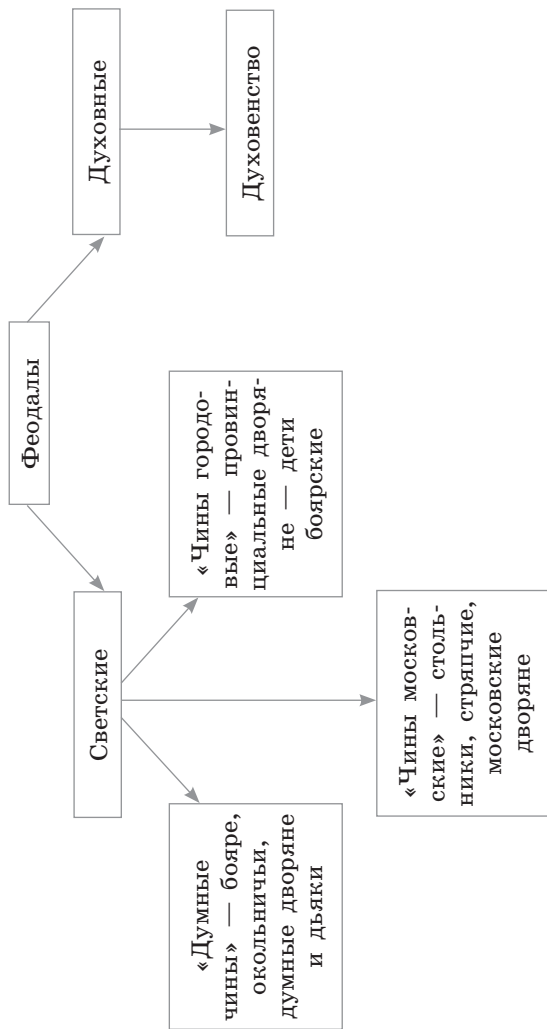 Феодалы
Светские
Духовные
«Думные
чины» — бояре,
окольничьи,
думные дворяне
и дьяки
«Чины городо-
вые» — провин-
циальные дворя-
не — дети
боярские
Духовенство
«Чины москов-
ские» — столь-
ники, стряпчие,
московские
дворяне